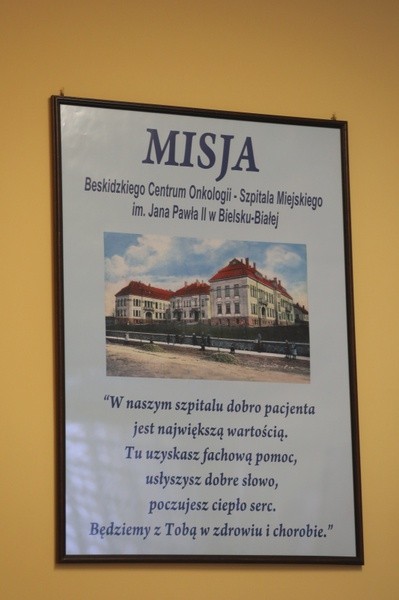 MISJA
Beskidzkiego Centrum Onkologii - Szpitala Miejskiego
im. Jana Pawła II w Bielsku-Białej
“W naszym szpitalu dobro pacjenta
jest największą wartością.
Tu uzyskasz fachową pomoc,
usłyszysz dobre słowo,
poczujesz ciepło serc.
Będziemy z Tobą w zdrowiu i chorobie.”